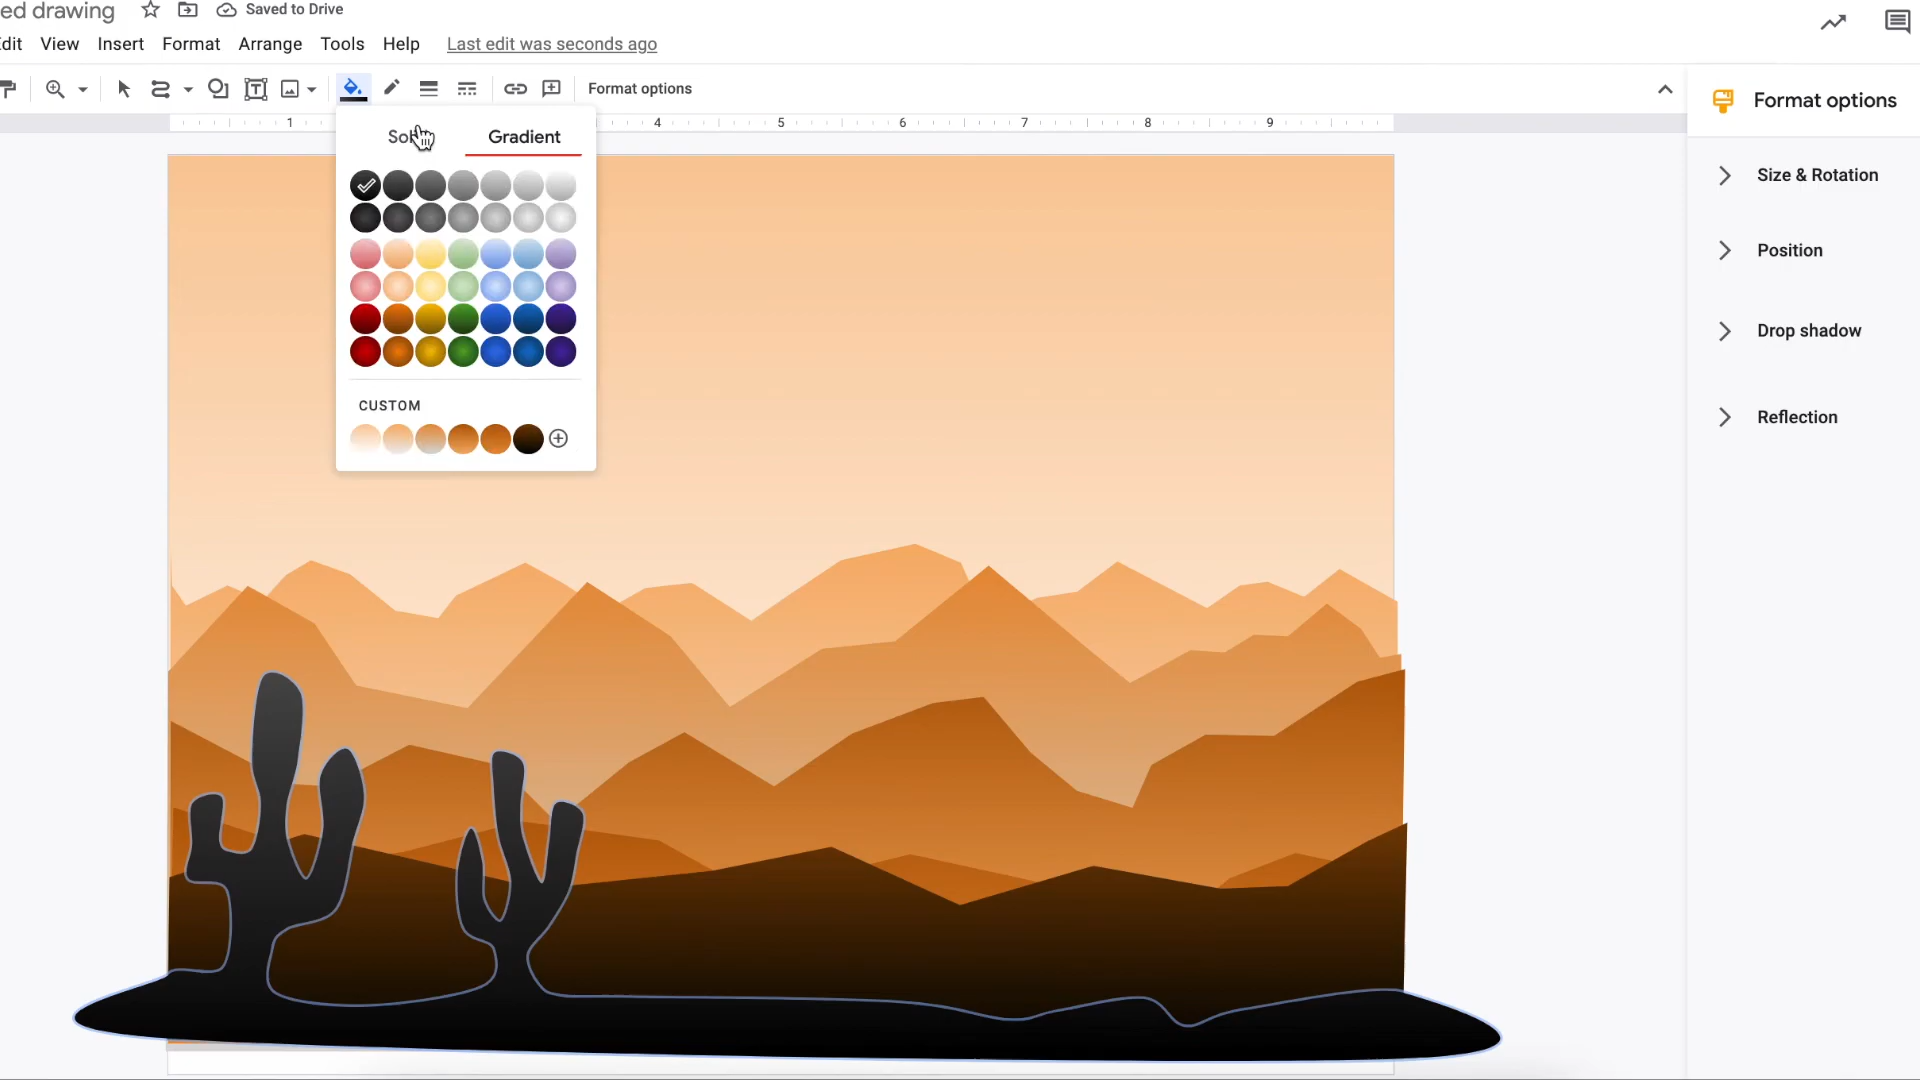 ed drawing Saved to Drive
dit View Insert Format Arrange Tools Help Last edit was seconds ago
Format options
Format options
1 4 5 6 7 8 9
Gradient
Size & Rotation
Position
Drop shadow
CUSTOM
Reflection